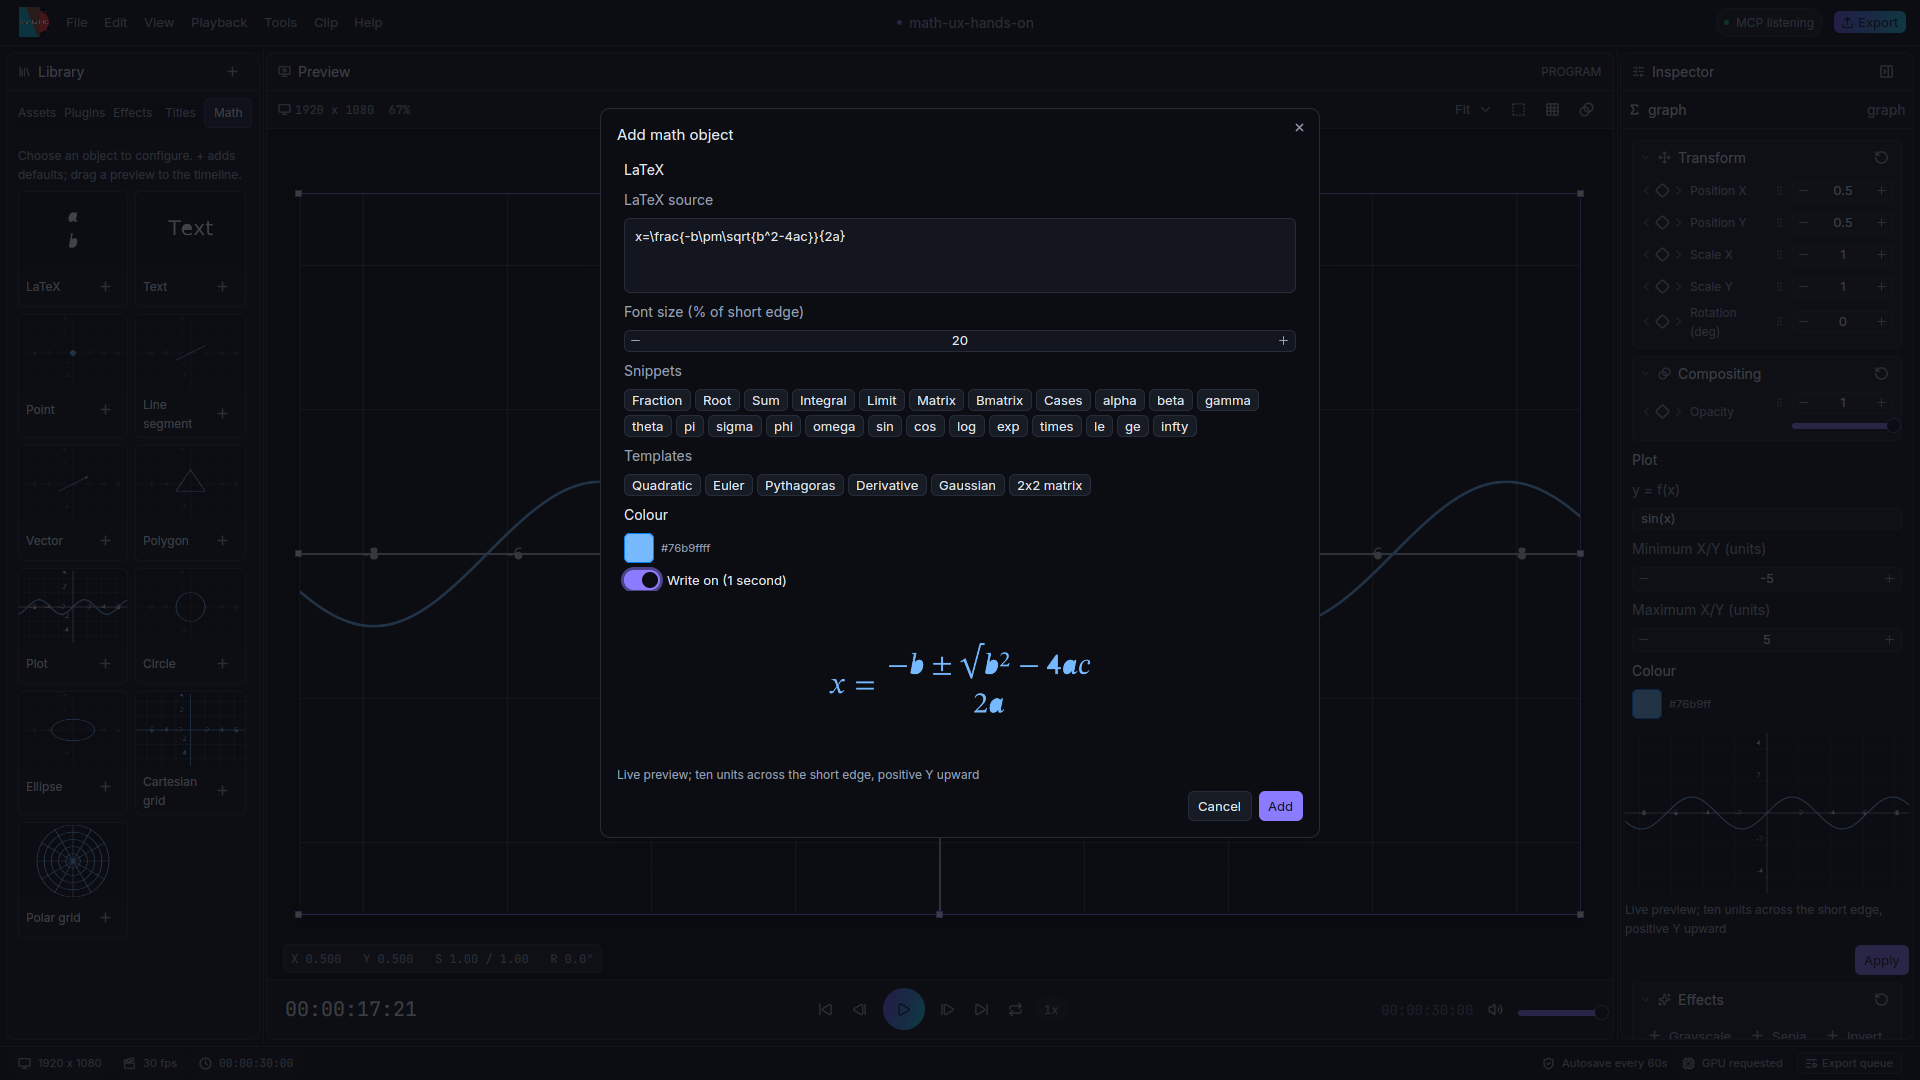 File Edit View Playback Tools Clip Help
• math-ux-hands-on
MCP listening
Export
Library
Assets Plugins Effects Titles Math
Choose an object to configure. + adds
defaults; drag a preview to the timeline.
a
b
Text
LaTeX
Text
Point
Line
segment
Vector
Polygon
Plot
Circle
Ellipse
Cartesian
grid
Polar grid
Preview
PROGRAM
1920 x 1080 67%
Fit
-8 -6 6 8
X 0.500 Y 0.500 S 1.00 / 1.00 R 0.0°
00:00:17:21
1x
00:00:30:00
Add math object
LaTeX
LaTeX source
x=\frac{-b\pm\sqrt{b^2-4ac}}{2a}
Font size (% of short edge)
20
Snippets
Fraction Root Sum Integral Limit Matrix Bmatrix Cases alpha beta gamma
theta pi sigma phi omega sin cos log exp times le ge infty
Templates
Quadratic Euler Pythagoras Derivative Gaussian 2x2 matrix
Colour
#76b9ffff
Write on (1 second)
x = −b ± √b² − 4ac
2a
Live preview; ten units across the short edge, positive Y upward
Cancel Add
Inspector
Σ graph graph
Transform
Position X 0.5
Position Y 0.5
Scale X 1
Scale Y 1
Rotation
(deg) 0
Compositing
Opacity 1
Plot
y = f(x)
sin(x)
Minimum X/Y (units)
-5
Maximum X/Y (units)
5
Colour
#76b9ff
Live preview; ten units across the short edge,
positive Y upward
Apply
Effects
Grayscale Sepia Invert
1920 x 1080 30 fps 00:00:30:00
Autosave every 60s GPU requested Export queue